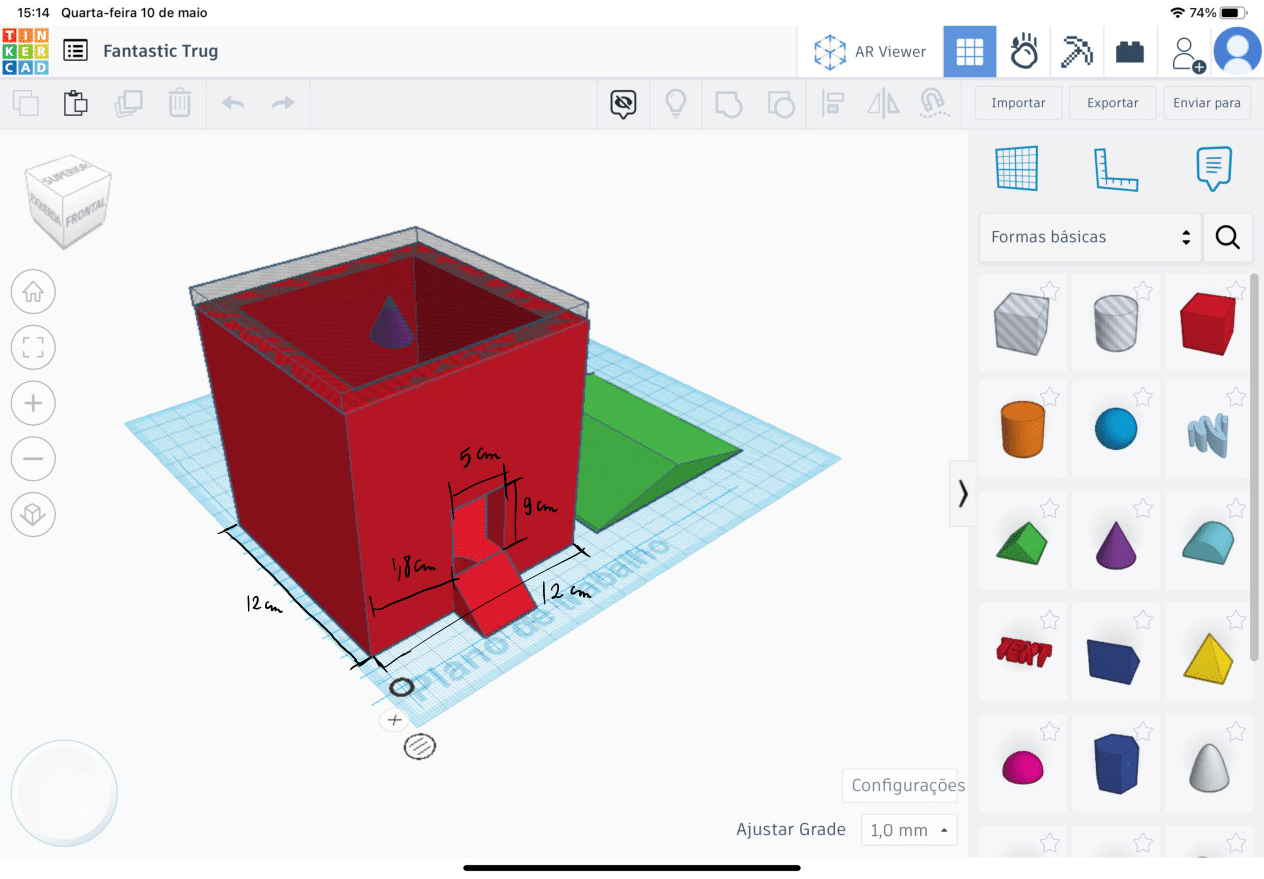 15:14 Quarta-feira 10 de maio
74%
TIN
KER
CAD
Fantastic Trug
AR Viewer
Importar
Exportar
Enviar para
SUPERIOR
ESQUERDA
FRONTAL
Formas básicas
5 cm
9 cm
1,8 cm
12 cm
12 cm
Plano de trabalho
TEXT
Configurações
Ajustar Grade
1,0 mm